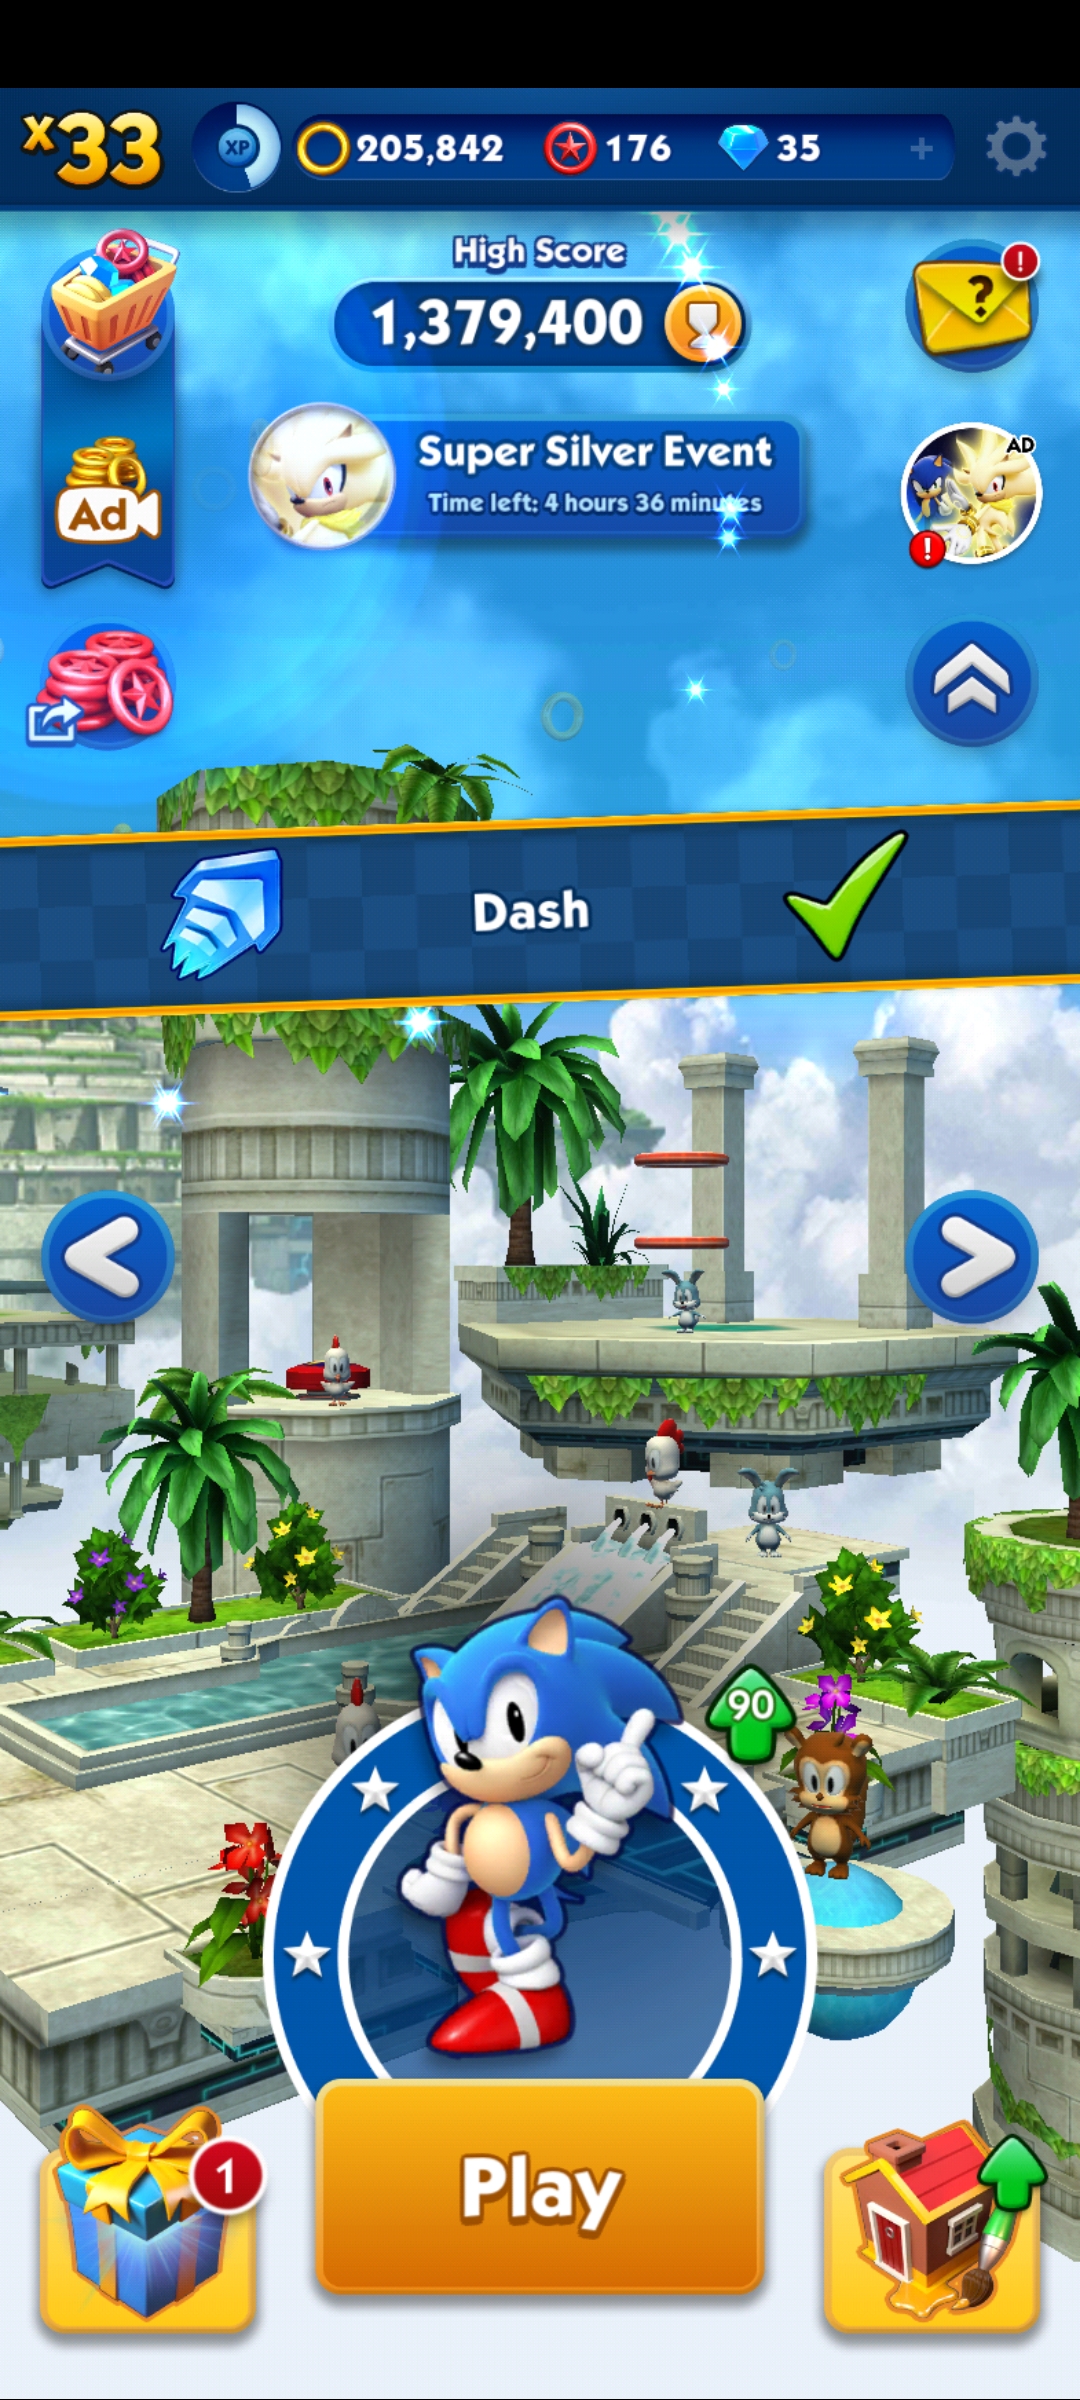 x33
XP
205,842
176
35
+
High Score
1,379,400
?
!
Super Silver Event
Time left: 4 hours 36 minutes
AD
!
Ad
Dash
90
1
Play